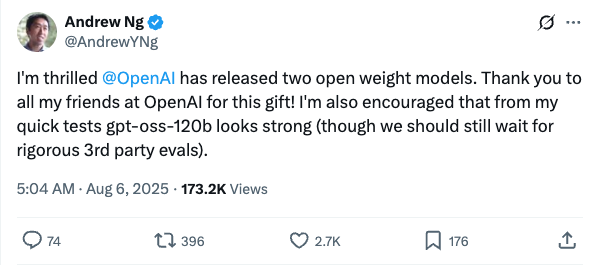 Andrew Ng
@AndrewYNg
I'm thrilled @OpenAI has released two open weight models. Thank you to
all my friends at OpenAI for this gift! I'm also encouraged that from my
quick tests gpt-oss-120b looks strong (though we should still wait for
rigorous 3rd party evals).
5:04 AM · Aug 6, 2025 · 173.2K Views
74 396 2.7K 176